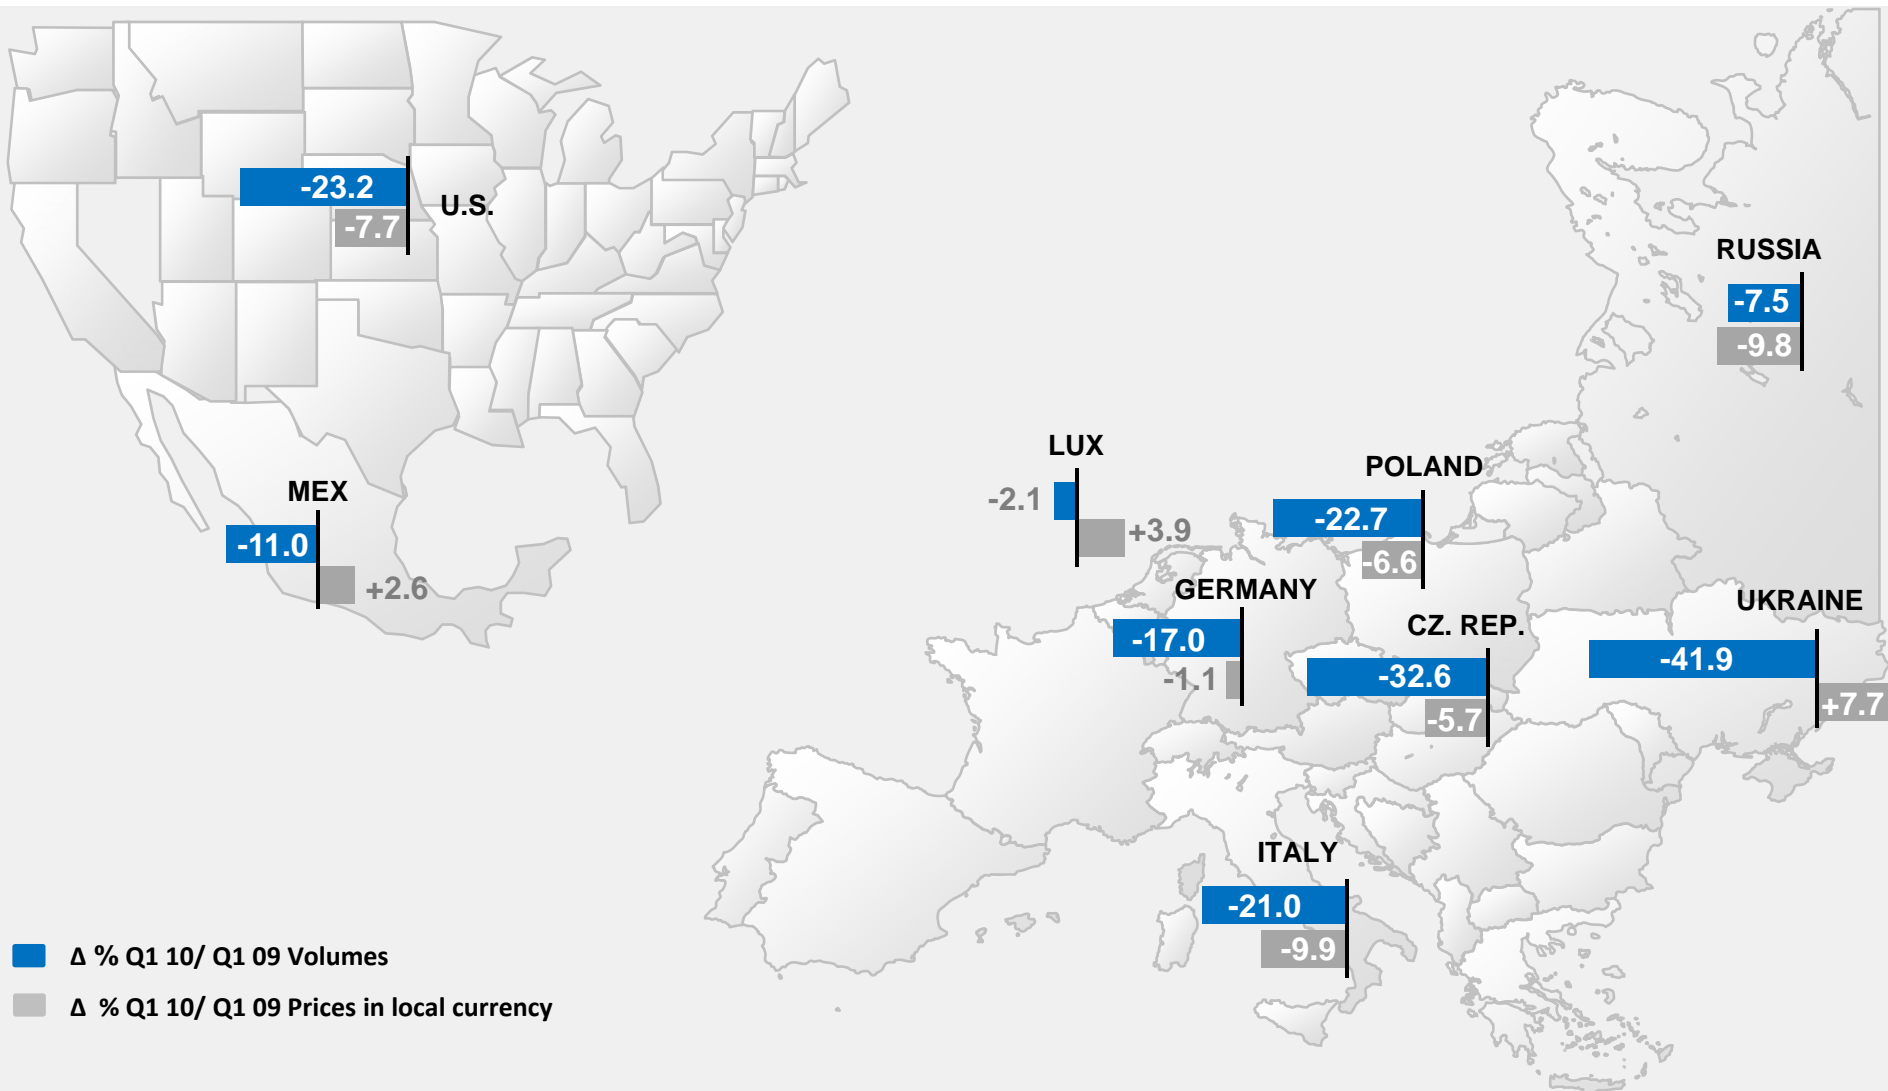 -23.2
-7.7
U.S.
MEX
-11.0
+2.6
RUSSIA
-7.5
-9.8
LUX
-2.1
+3.9
POLAND
-22.7
-6.6
GERMANY
-17.0
-1.1
CZ. REP.
-32.6
-5.7
UKRAINE
-41.9
+7.7
ITALY
-21.0
-9.9
Δ % Q1 10/ Q1 09 Volumes
Δ % Q1 10/ Q1 09 Prices in local currency